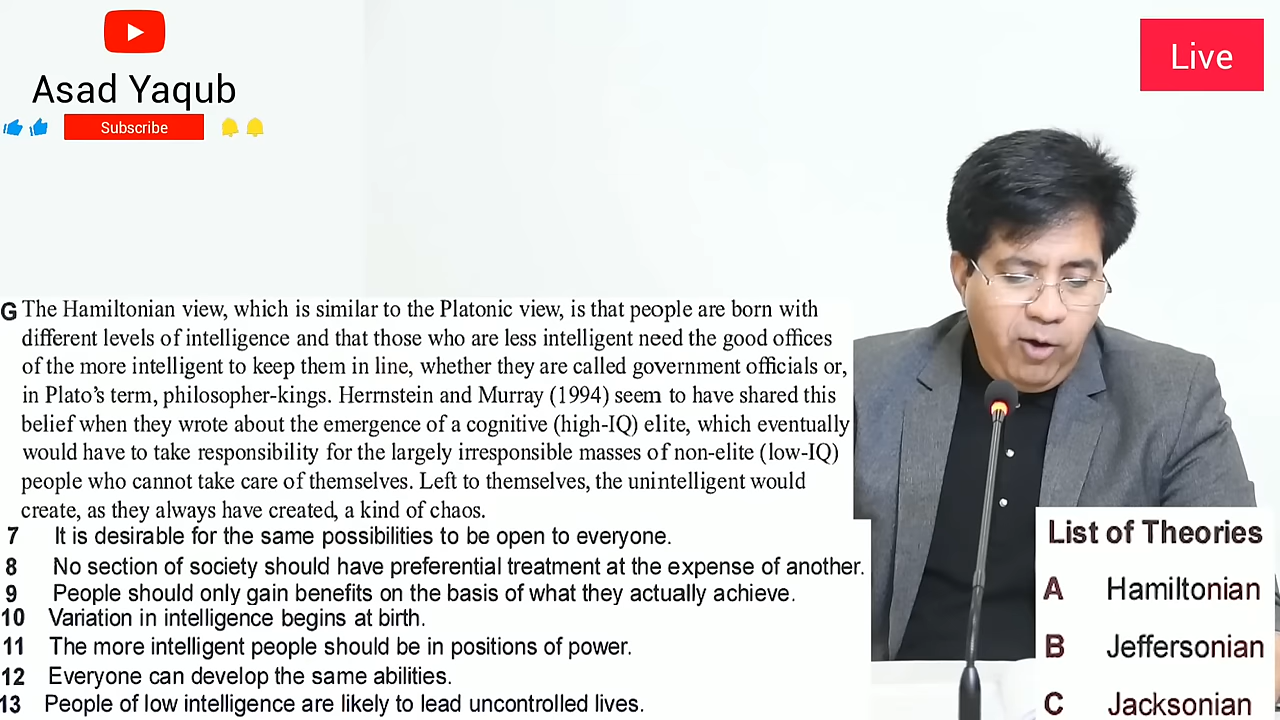 Asad Yaqub
Subscribe
Live
G The Hamiltonian view, which is similar to the Platonic view, is that people are born with
different levels of intelligence and that those who are less intelligent need the good offices
of the more intelligent to keep them in line, whether they are called government officials or,
in Plato's term, philosopher-kings. Herrnstein and Murray (1994) seem to have shared this
belief when they wrote about the emergence of a cognitive (high-IQ) elite, which eventually
would have to take responsibility for the largely irresponsible masses of non-elite (low-IQ)
people who cannot take care of themselves. Left to themselves, the unintelligent would
create, as they always have created, a kind of chaos.
7 It is desirable for the same possibilities to be open to everyone.
8 No section of society should have preferential treatment at the expense of another.
9 People should only gain benefits on the basis of what they actually achieve.
10 Variation in intelligence begins at birth.
11 The more intelligent people should be in positions of power.
12 Everyone can develop the same abilities.
13 People of low intelligence are likely to lead uncontrolled lives.
List of Theories
A Hamiltonian
B Jeffersonian
C Jacksonian